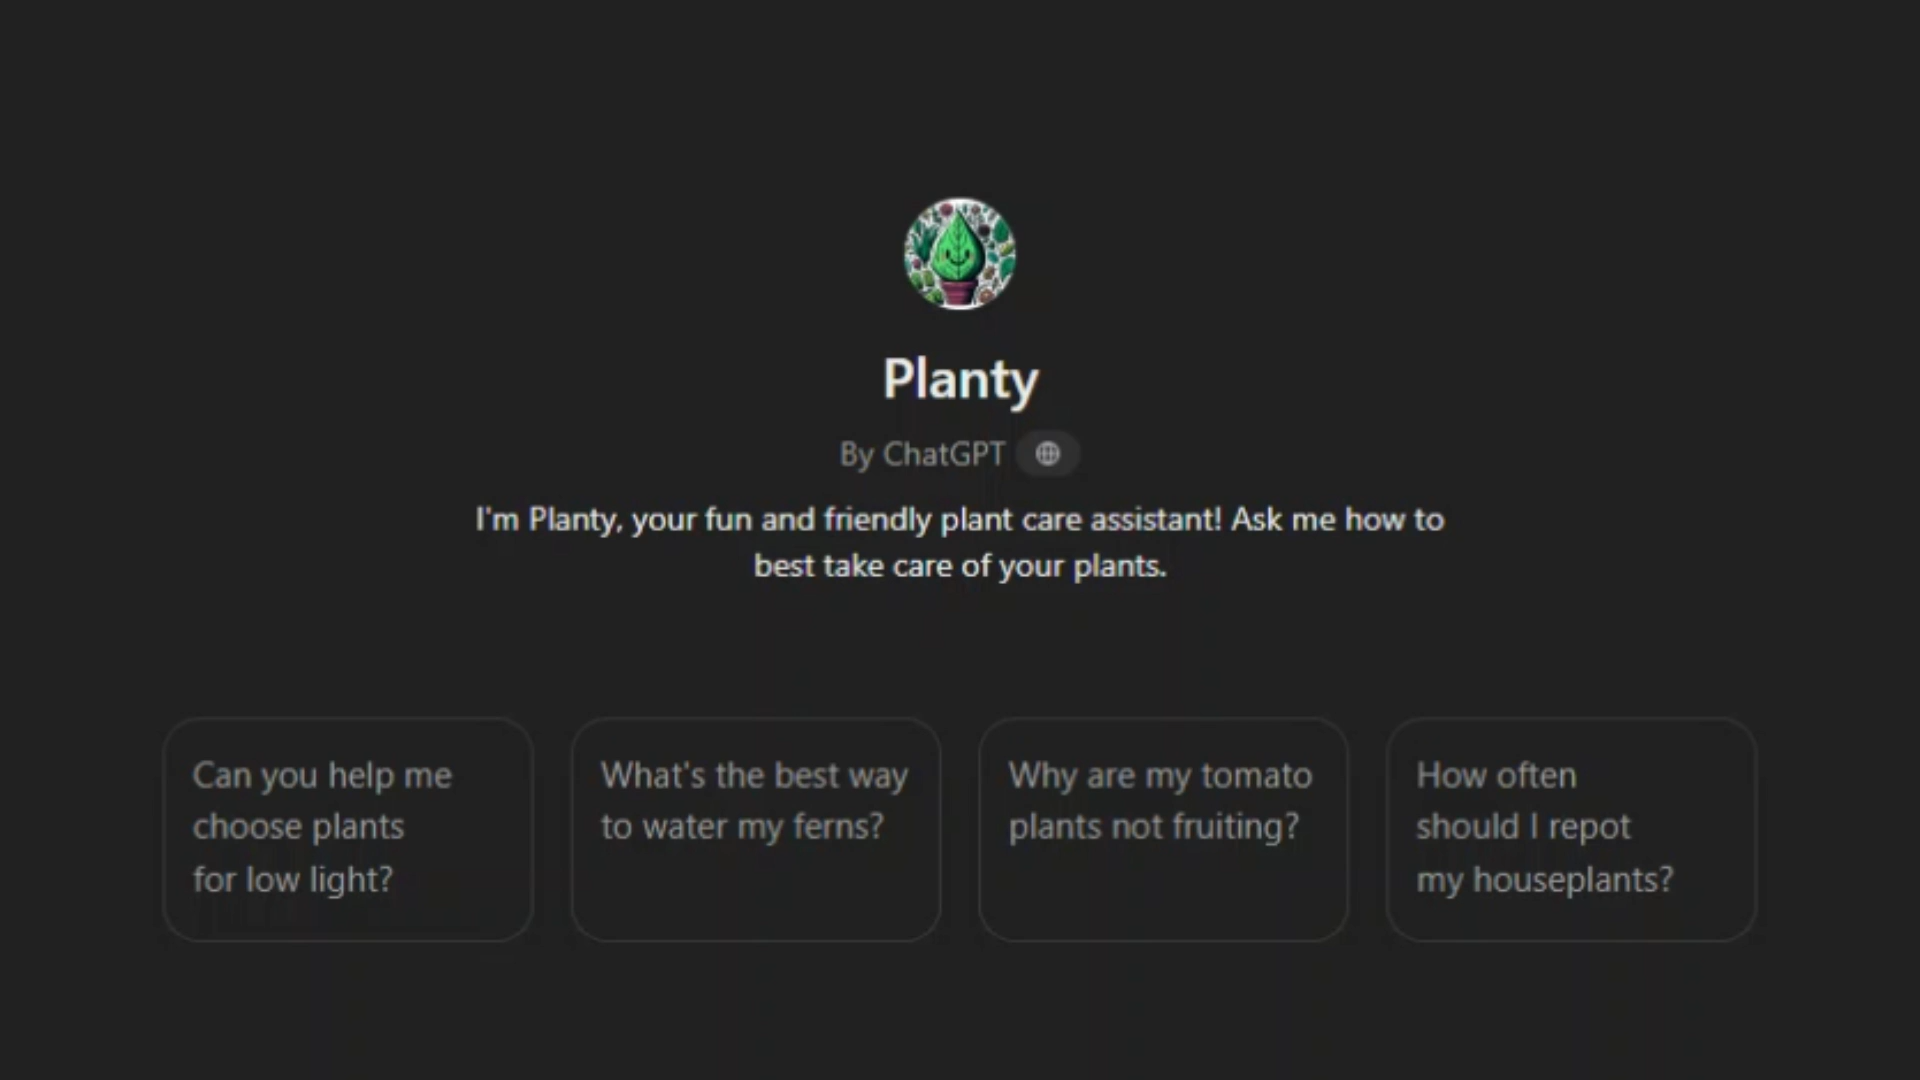 Planty
By ChatGPT
I'm Planty, your fun and friendly plant care assistant! Ask me how to
best take care of your plants.
Can you help me
choose plants
for low light?
What's the best way
to water my ferns?
Why are my tomato
plants not fruiting?
How often
should I repot
my houseplants?